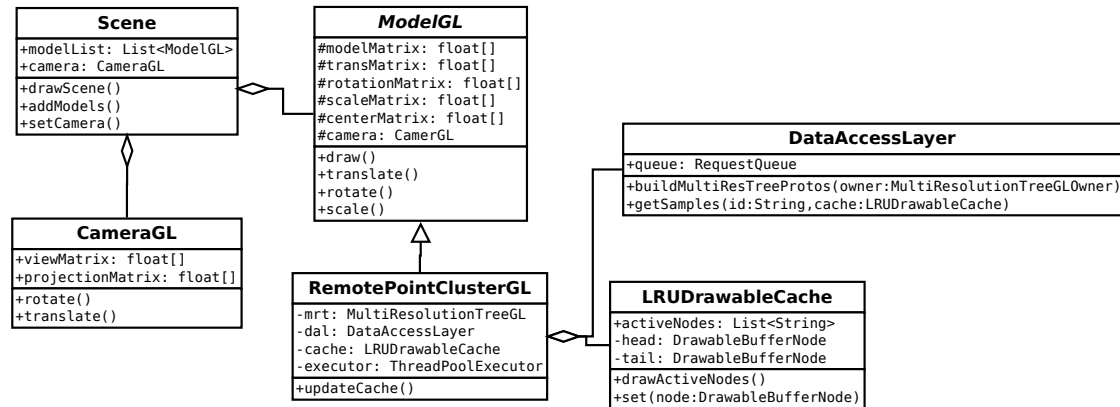 Scene
+modelList: List<ModelGL>
+camera: CameraGL
+drawScene()
+addModels()
+setCamera()
ModelGL
#modelMatrix: float[]
#transMatrix: float[]
#rotationMatrix: float[]
#scaleMatrix: float[]
#centerMatrix: float[]
#camera: CamerGL
+draw()
+translate()
+rotate()
+scale()
DataAccessLayer
+queue: RequestQueue
+buildMultiResTreeProtos(owner:MultiResolutionTreeGLOwner)
+getSamples(id:String,cache:LRUDrawableCache)
CameraGL
+viewMatrix: float[]
+projectionMatrix: float[]
+rotate()
+translate()
RemotePointClusterGL
-mrt: MultiResolutionTreeGL
-dal: DataAccessLayer
-cache: LRUDrawableCache
-executor: ThreadPoolExecutor
+updateCache()
LRUDrawableCache
+activeNodes: List<String>
-head: DrawableBufferNode
-tail: DrawableBufferNode
+drawActiveNodes()
+set(node:DrawableBufferNode)